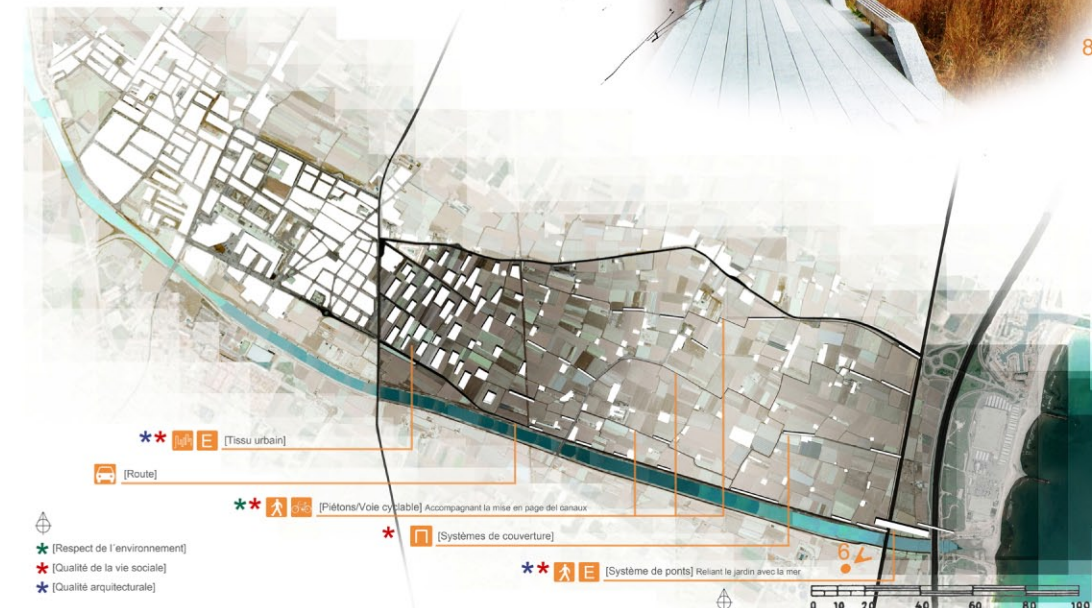 8
E [Tissu urbain]
[Route]
[Piétons/Voie cyclable] Accompagnant la mise en page del canaux
[Systèmes de couverture]
E [Système de ponts] Reliant le jardin avec la mer
[Respect de l'environnement]
[Qualité de la vie sociale]
[Qualité architecturale]
9
0 10 20 40 60 80 100